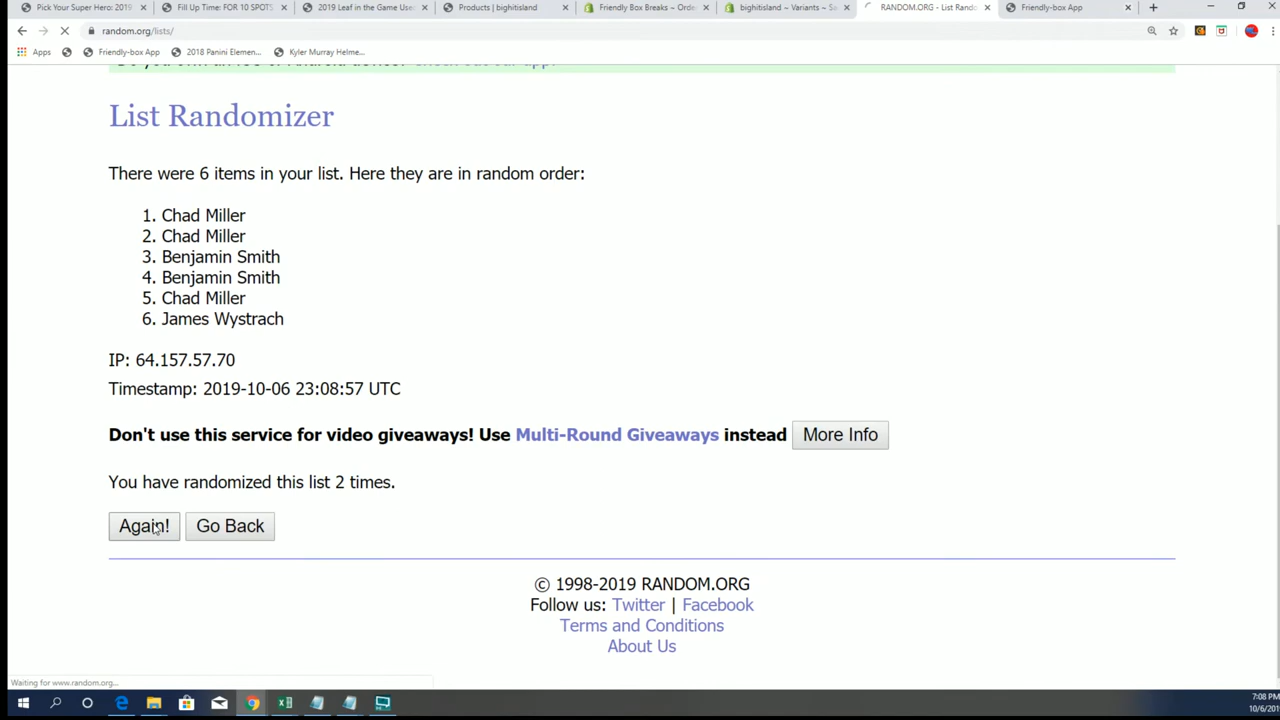 Pick Your Super Hero: 2019
Fill Up Time: FOR 10 SPOTS
2019 Leaf in the Game Use
Products | bighitisland
Friendly Box Breaks ~ Orde
bighitisland ~ Variants ~ S
RANDOM.ORG - List Rando
Friendly-box App
random.org/lists/
Apps
Friendly-box App
2018 Panini Elemen...
Kyler Murray Helme...
List Randomizer
There were 6 items in your list. Here they are in random order:
1. Chad Miller
2. Chad Miller
3. Benjamin Smith
4. Benjamin Smith
5. Chad Miller
6. James Wystrach
IP: 64.157.57.70
Timestamp: 2019-10-06 23:08:57 UTC
Don't use this service for video giveaways! Use Multi-Round Giveaways instead More Info
You have randomized this list 2 times.
Again! Go Back
© 1998-2019 RANDOM.ORG
Follow us: Twitter | Facebook
Terms and Conditions
About Us
Waiting for www.random.org...
7:08 PM
10/6/201